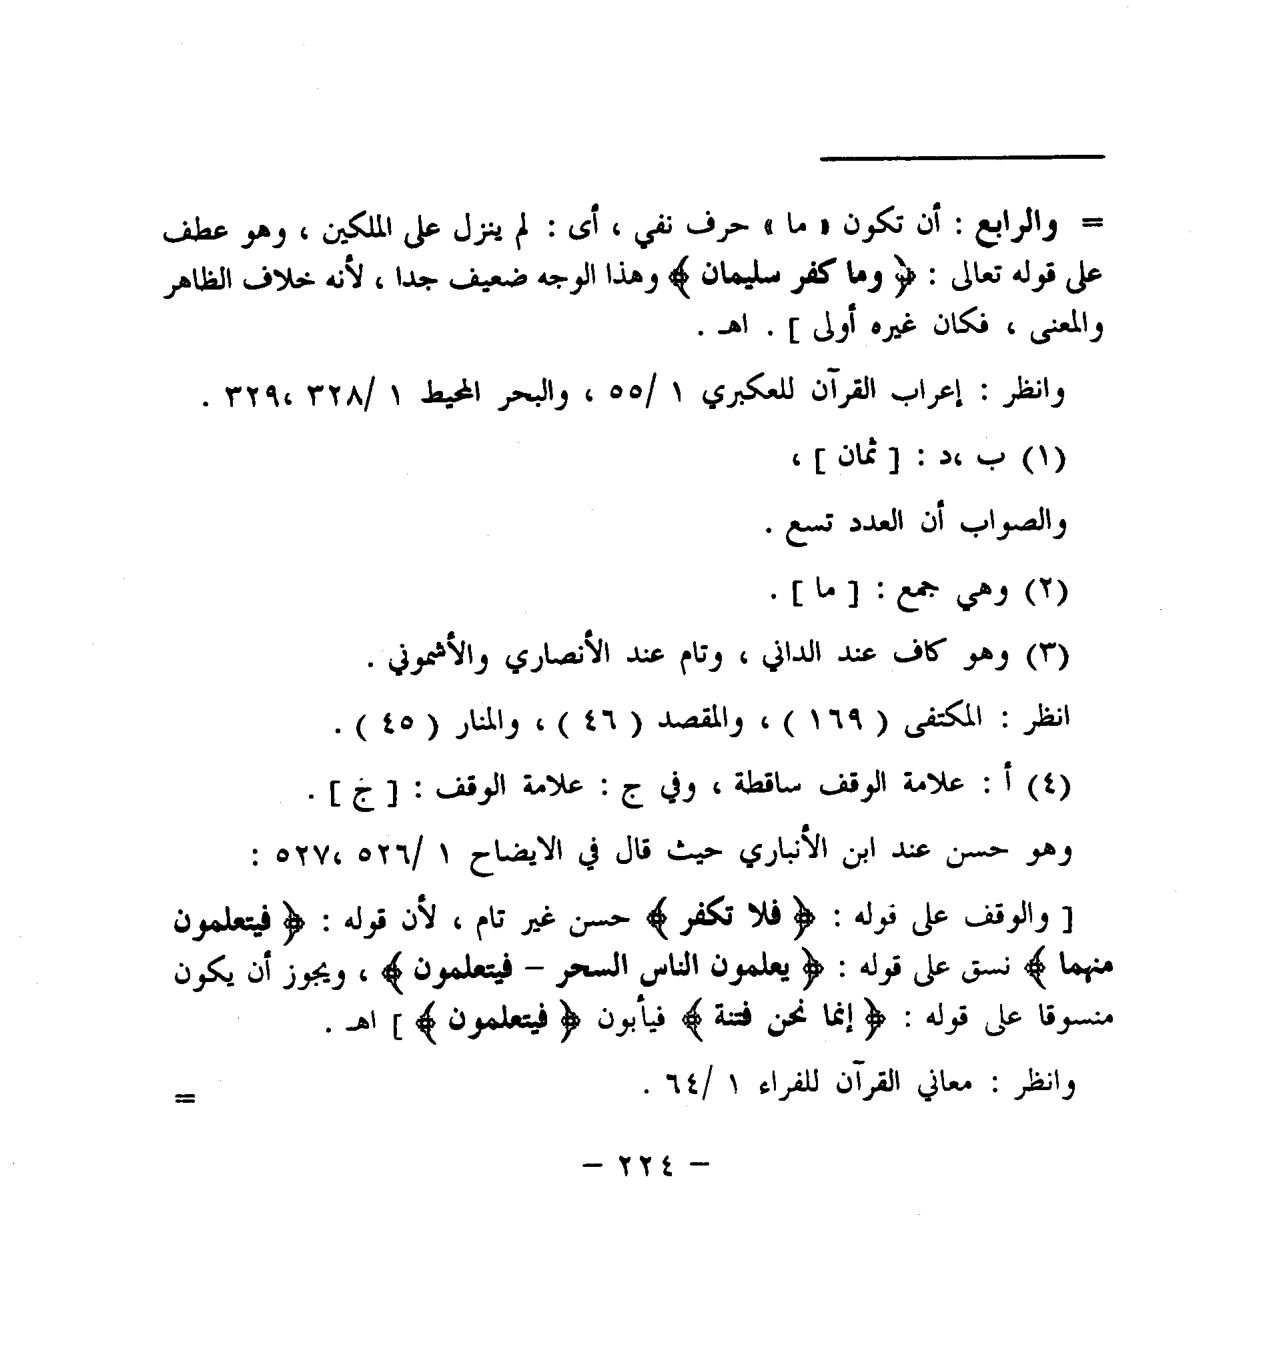 = والرابع : أن تكون « ما » حرف نفي ، أى : لم ينزل على الملكين ، وهو عطف
على قوله تعالى : ﴿ وما كفر سليمان ﴾ وهذا الوجه ضعيف جدا ، لأنه خلاف الظاهر
والمعنى ، فكان غيره أولى ] . اهـ .
وانظر : إعراب القرآن للعكبري ١ /٥٥ ، والبحر المحيط ١ /٣٢٨ ،٣٢٩ .
(١) ب ،د : [ ثمان ] ،
والصواب أن العدد تسع .
(٢) وهي جمع : [ ما ] .
(٣) وهو كاف عند الداني ، وتام عند الأنصاري والأشموني .
انظر : المكتفى ( ١٦٩ ) ، والمقصد ( ٤٦ ) ، والمنار ( ٤٥ ) .
(٤) أ : علامة الوقف ساقطة ، وفي ج : علامة الوقف : [ خ ] .
وهو حسن عند ابن الأنباري حيث قال في الايضاح ١ /٥٢٦ ،٥٢٧ :
[ والوقف على قوله : ﴿ فلا تكفر ﴾ حسن غير تام ، لأن قوله : ﴿ فيتعلمون
منهما ﴾ نسق على قوله : ﴿ يعلمون الناس السحر – فيتعلمون ﴾ ، ويجوز أن يكون
منسوقا على قوله : ﴿ إنما نحن فتنة ﴾ فيأبون ﴿ فيتعلمون ﴾ ] اهـ .
وانظر : معاني القرآن للفراء ١ /٦٤ .
=
– ٢٢٤ –